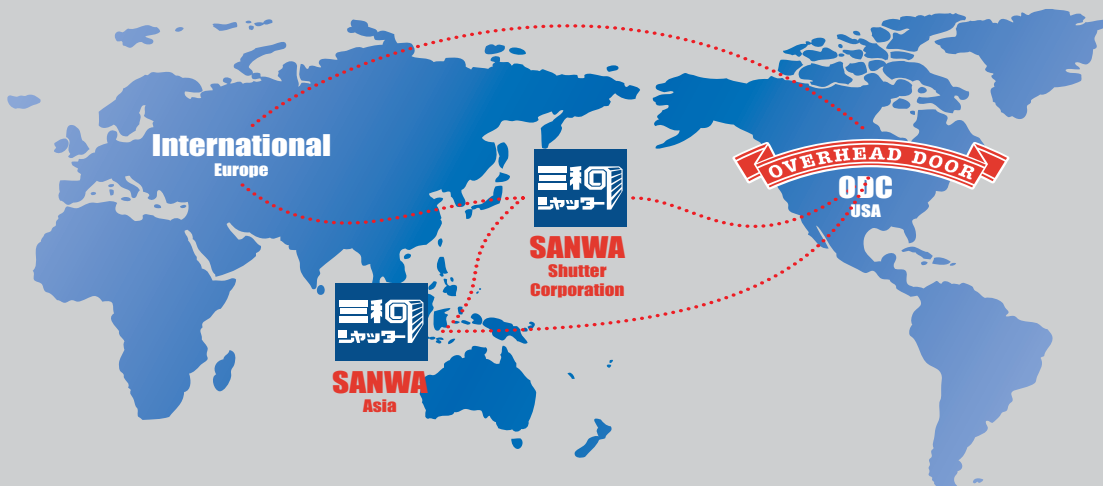 International
Europe
三和
シャッター
SANWA
Shutter
Corporation
OVERHEAD DOOR
ODC
USA
三和
シャッター
SANWA
Asia